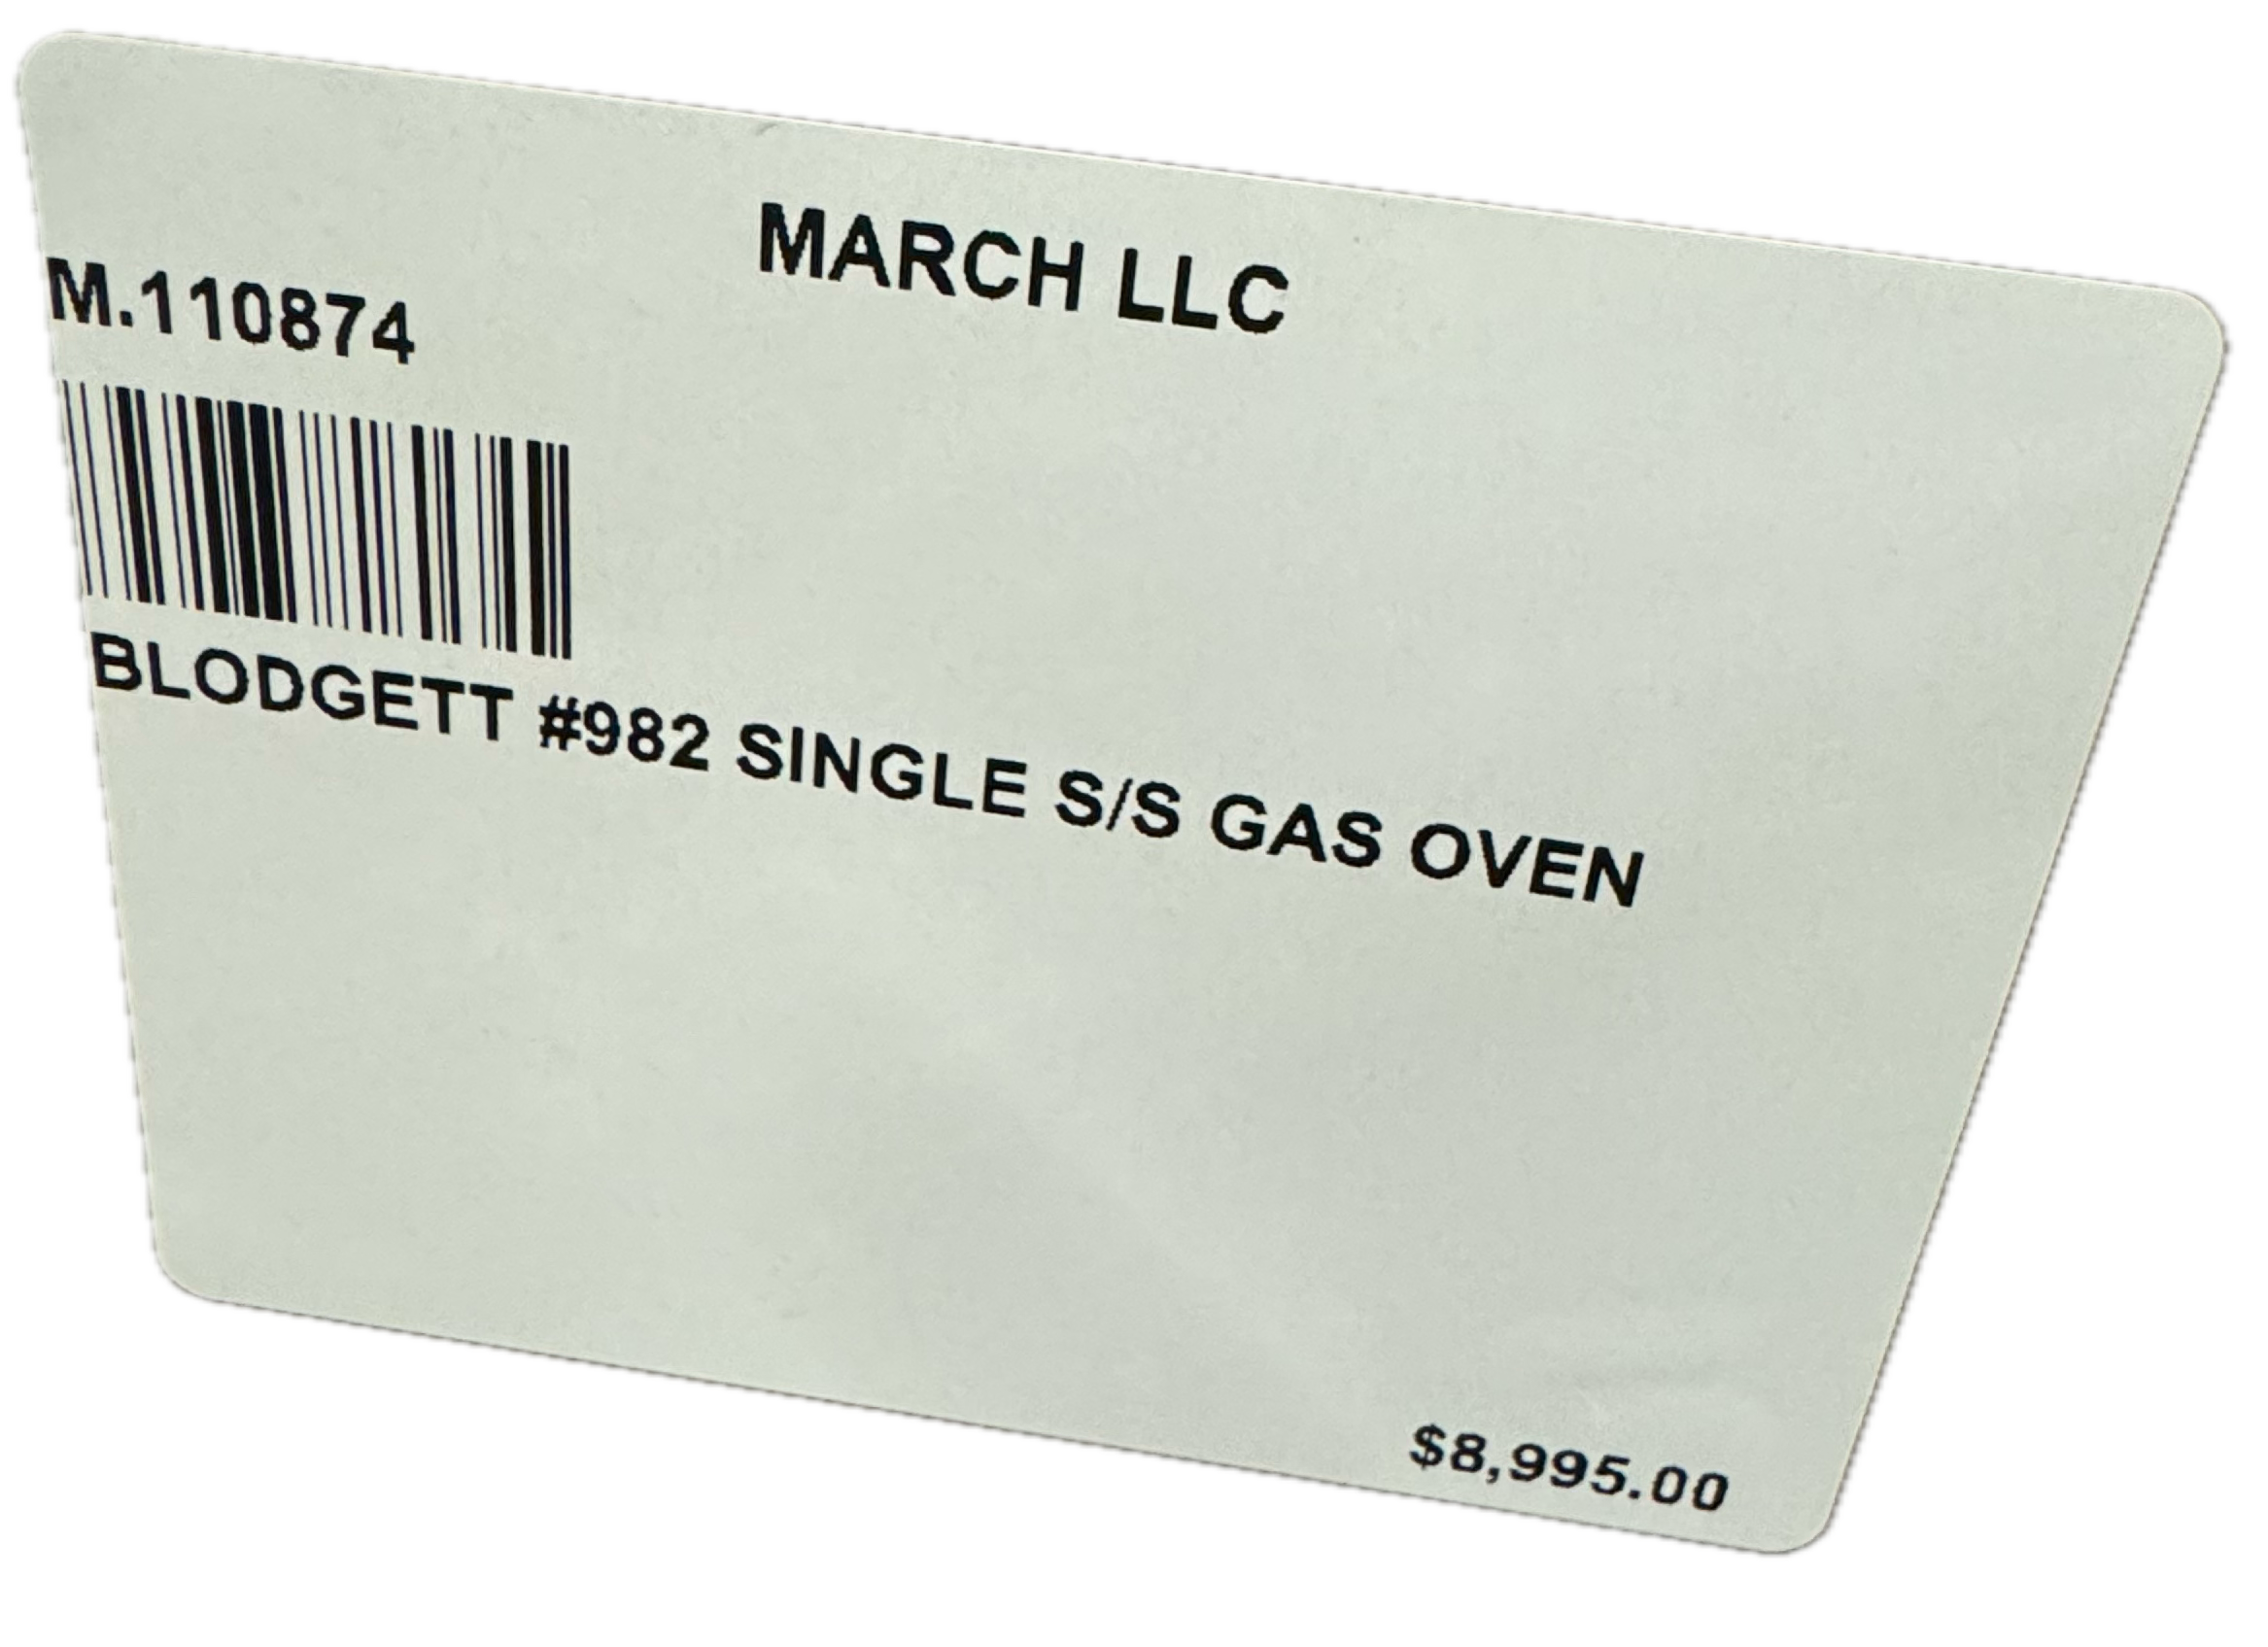 MARCH LLC
M.110874
BLODGETT #982 SINGLE S/S GAS OVEN
$8,995.00